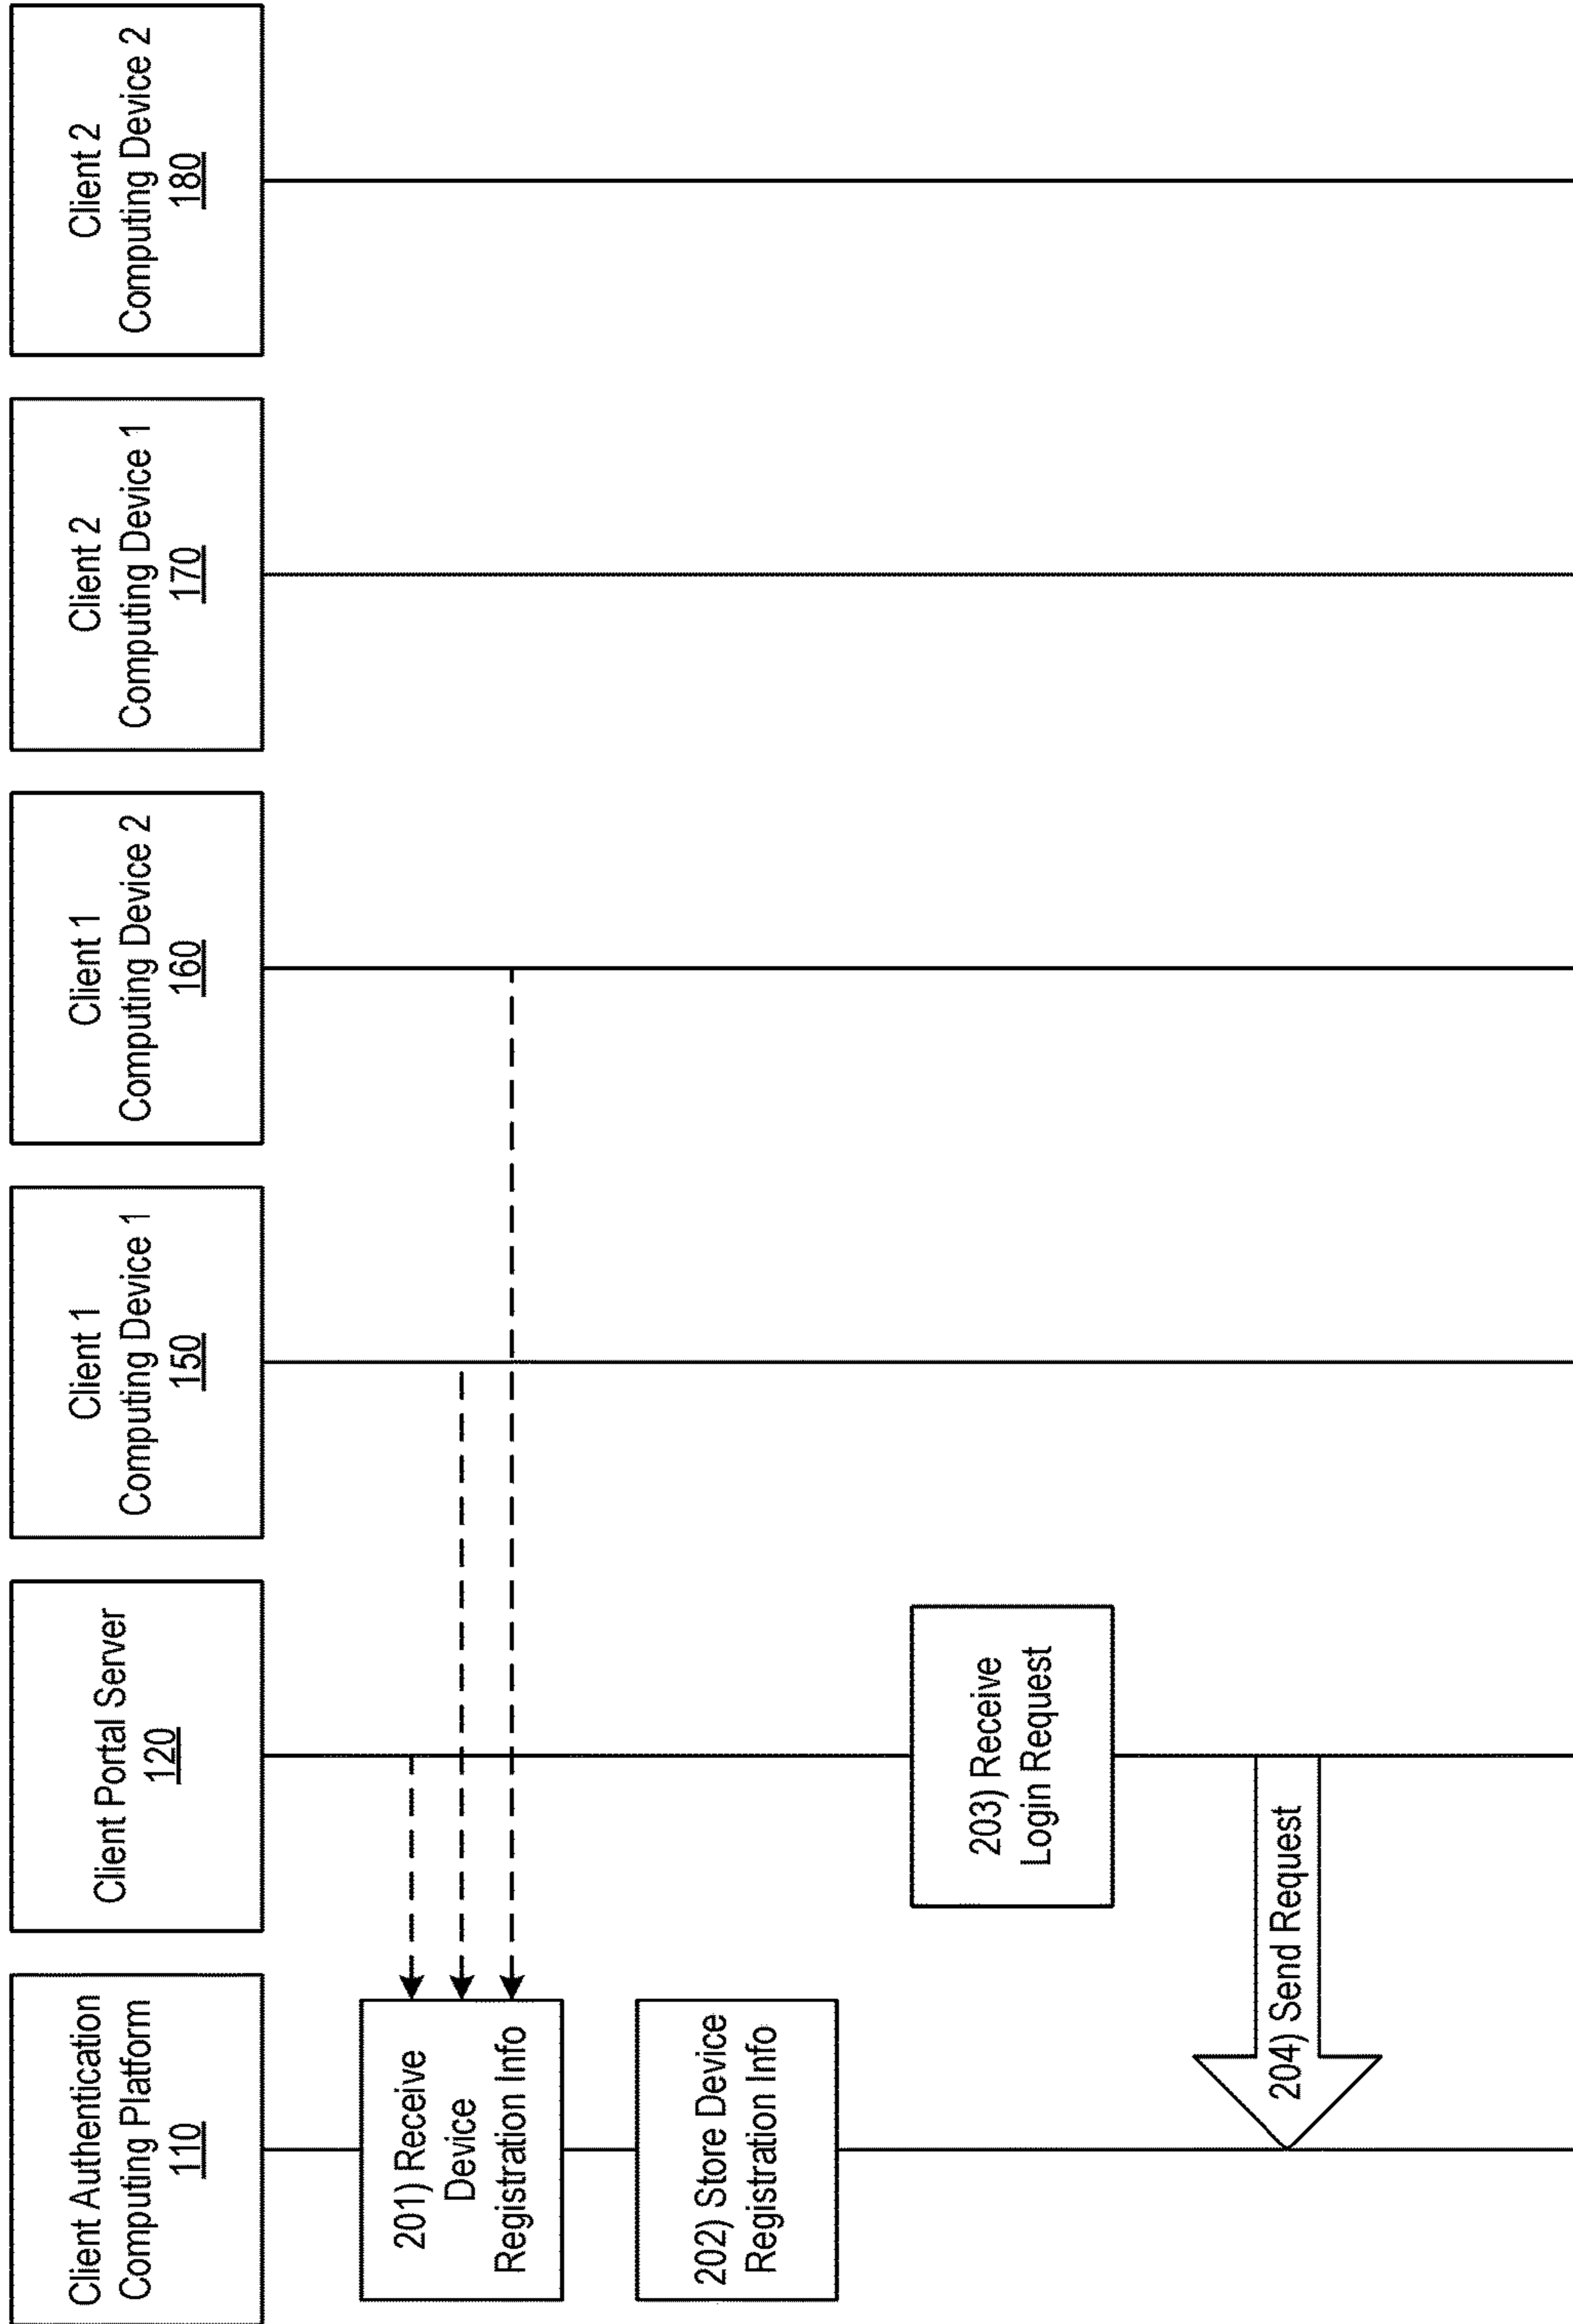 Client Authentication
Computing Platform
110
Client Portal Server
120
Client 1
Computing Device 1
150
Client 1
Computing Device 2
160
Client 2
Computing Device 1
170
Client 2
Computing Device 2
180
201) Receive
Device
Registration Info
202) Store Device
Registration Info
203) Receive
Login Request
204) Send Request